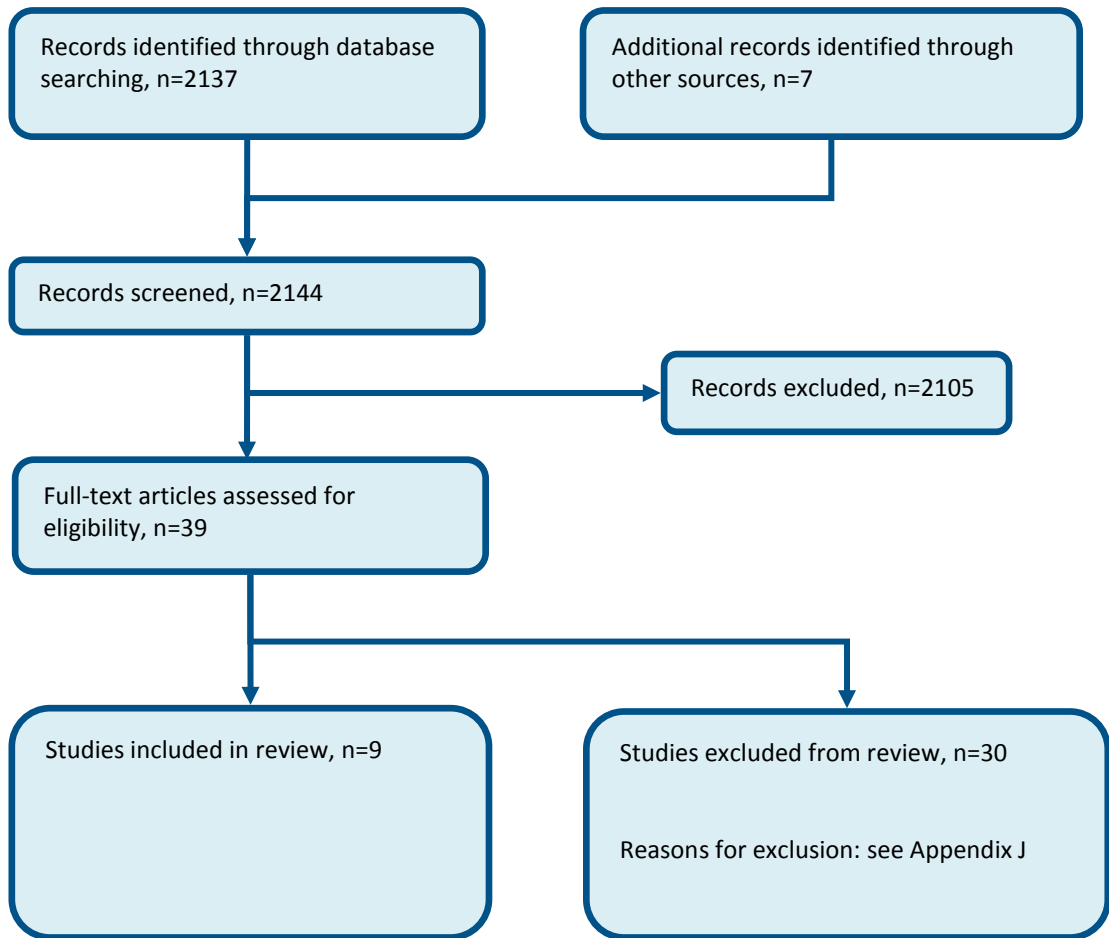 Records identified through database
searching, n=2137
Additional records identified through
other sources, n=7
Records screened, n=2144
Records excluded, n=2105
Full-text articles assessed for
eligibility, n=39
Studies included in review, n=9
Studies excluded from review, n=30
Reasons for exclusion: see Appendix J